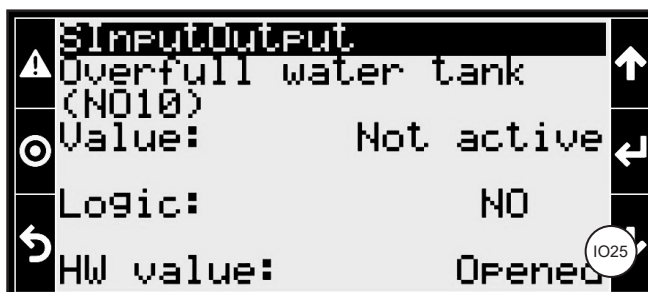 SInputOutput
Overfull water tank
(NO10)
Value: Not active
Logic: NO
HW value: Opened
IO25